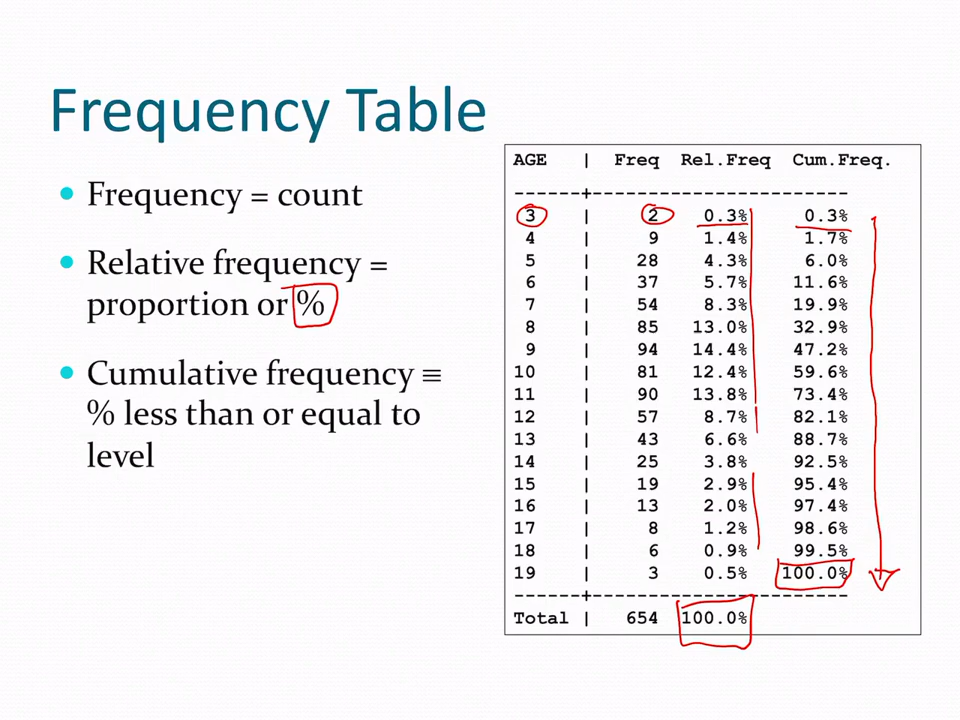 Frequency Table
• Frequency = count
• Relative frequency =
proportion or %
• Cumulative frequency ≡
% less than or equal to
level
AGE | Freq Rel.Freq Cum.Freq.
------+-----------------------
3 | 2 0.3% 0.3%
4 | 9 1.4% 1.7%
5 | 28 4.3% 6.0%
6 | 37 5.7% 11.6%
7 | 54 8.3% 19.9%
8 | 85 13.0% 32.9%
9 | 94 14.4% 47.2%
10 | 81 12.4% 59.6%
11 | 90 13.8% 73.4%
12 | 57 8.7% 82.1%
13 | 43 6.6% 88.7%
14 | 25 3.8% 92.5%
15 | 19 2.9% 95.4%
16 | 13 2.0% 97.4%
17 | 8 1.2% 98.6%
18 | 6 0.9% 99.5%
19 | 3 0.5% 100.0%
------+-----------------------
Total | 654 100.0%